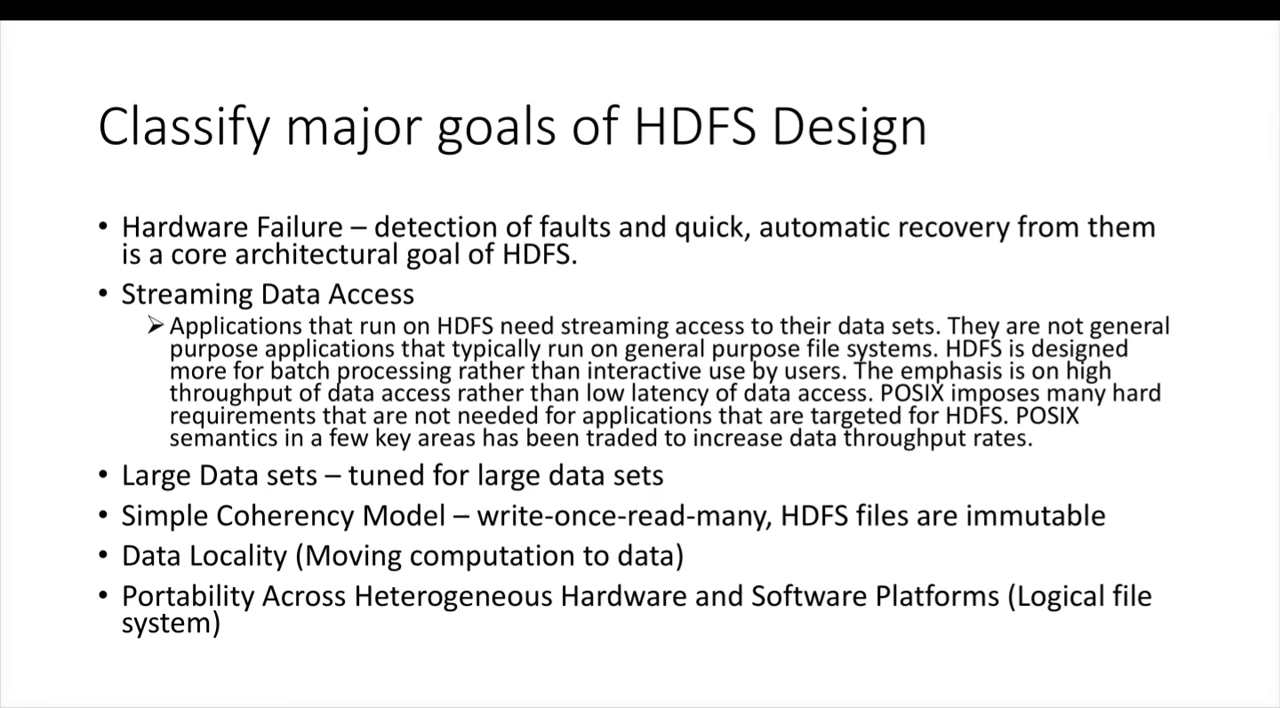 Classify major goals of HDFS Design
• Hardware Failure – detection of faults and quick, automatic recovery from them
is a core architectural goal of HDFS.
• Streaming Data Access
➢ Applications that run on HDFS need streaming access to their data sets. They are not general
purpose applications that typically run on general purpose file systems. HDFS is designed
more for batch processing rather than interactive use by users. The emphasis is on high
throughput of data access rather than low latency of data access. POSIX imposes many hard
requirements that are not needed for applications that are targeted for HDFS. POSIX
semantics in a few key areas has been traded to increase data throughput rates.
• Large Data sets – tuned for large data sets
• Simple Coherency Model – write-once-read-many, HDFS files are immutable
• Data Locality (Moving computation to data)
• Portability Across Heterogeneous Hardware and Software Platforms (Logical file
system)